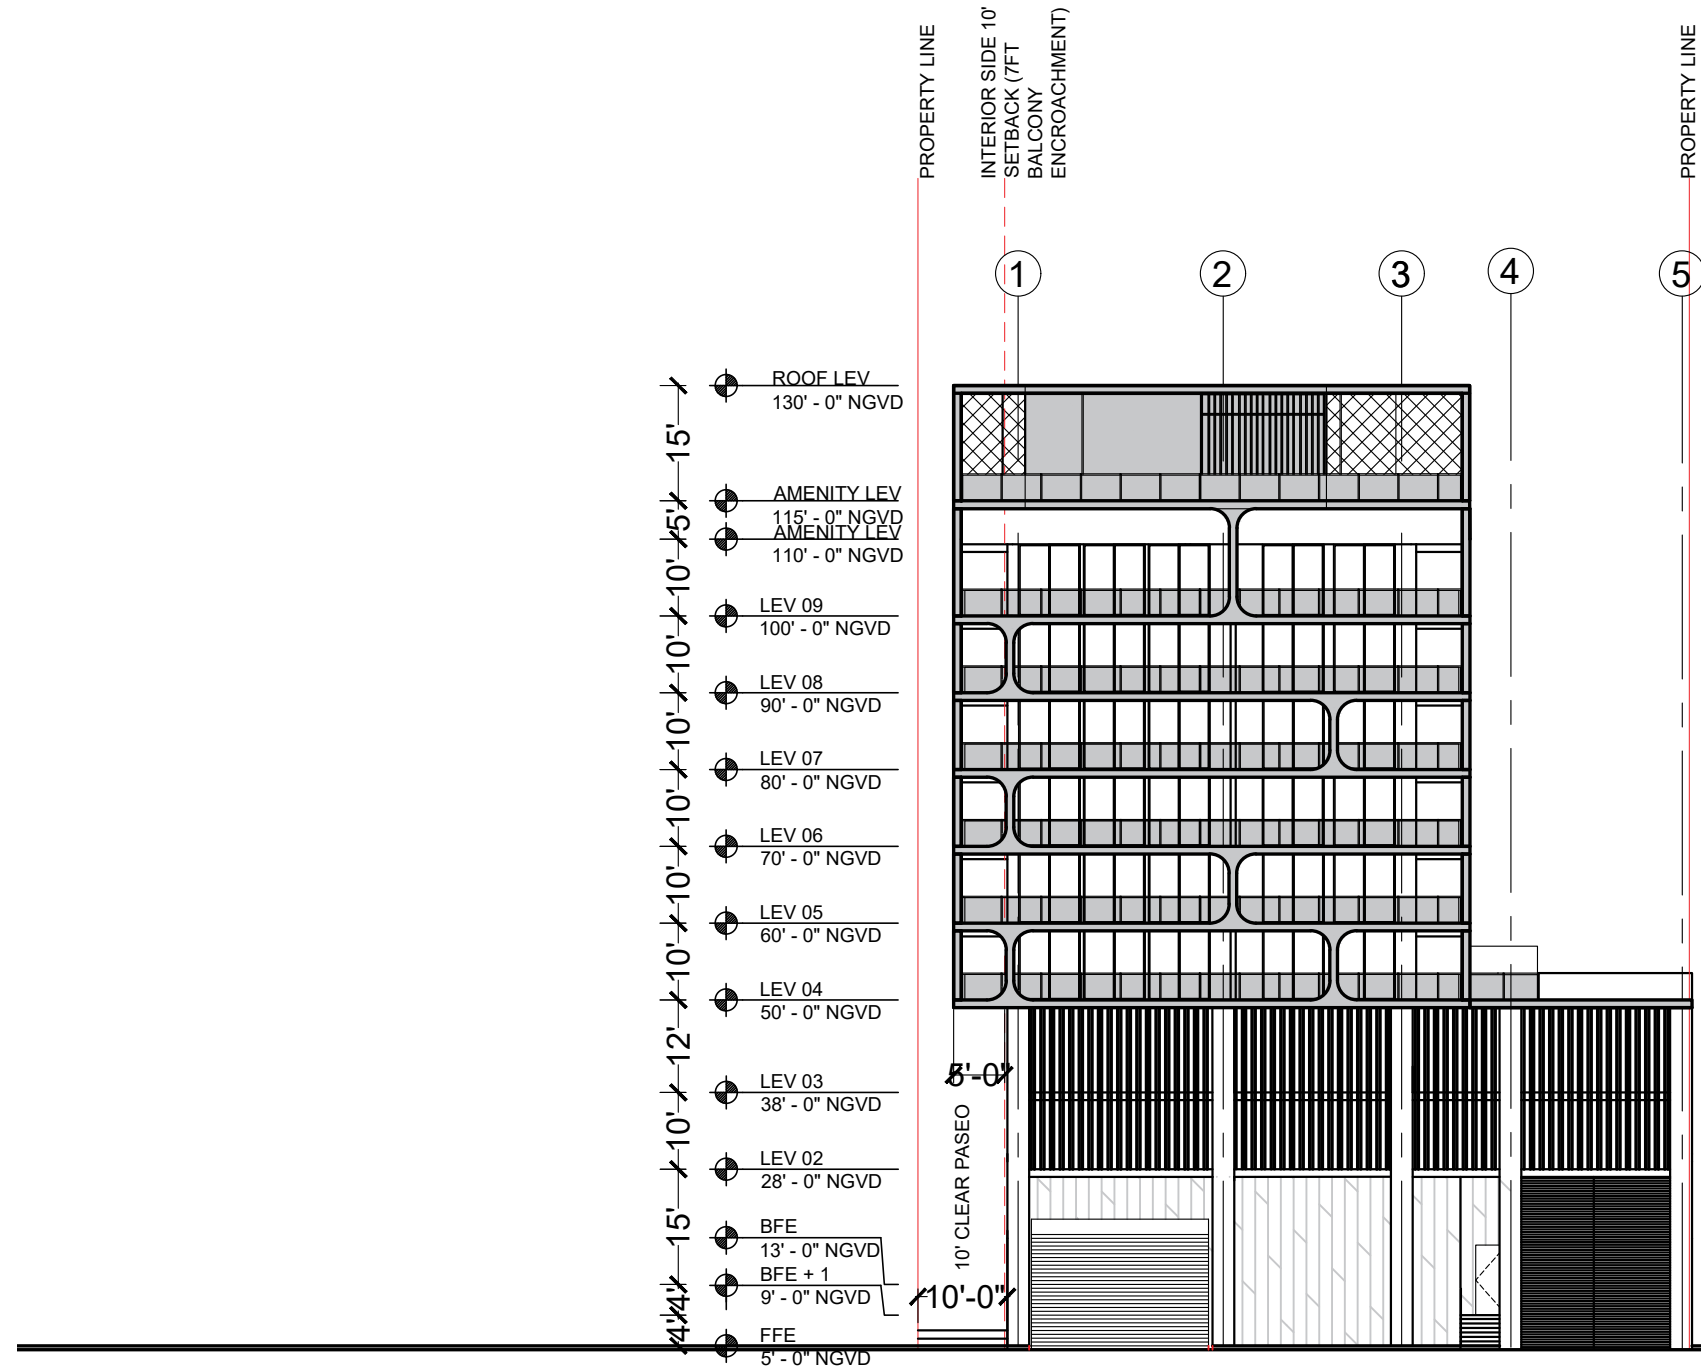 PROPERTY LINE
INTERIOR SIDE 10'
SETBACK (7FT
BALCONY
ENCROACHMENT)
PROPERTY LINE
1
2
3
4
5
ROOF LEV
130' - 0" NGVD
15'
AMENITY LEV
115' - 0" NGVD
5'
AMENITY LEV
110' - 0" NGVD
10'
LEV 09
100' - 0" NGVD
10'
LEV 08
90' - 0" NGVD
10'
LEV 07
80' - 0" NGVD
10'
LEV 06
70' - 0" NGVD
10'
LEV 05
60' - 0" NGVD
10'
LEV 04
50' - 0" NGVD
12'
LEV 03
38' - 0" NGVD
10'
LEV 02
28' - 0" NGVD
15'
BFE
13' - 0" NGVD
BFE + 1
9' - 0" NGVD
4'
4'
FFE
5' - 0" NGVD
5'-0"
10' CLEAR PASEO
10'-0"